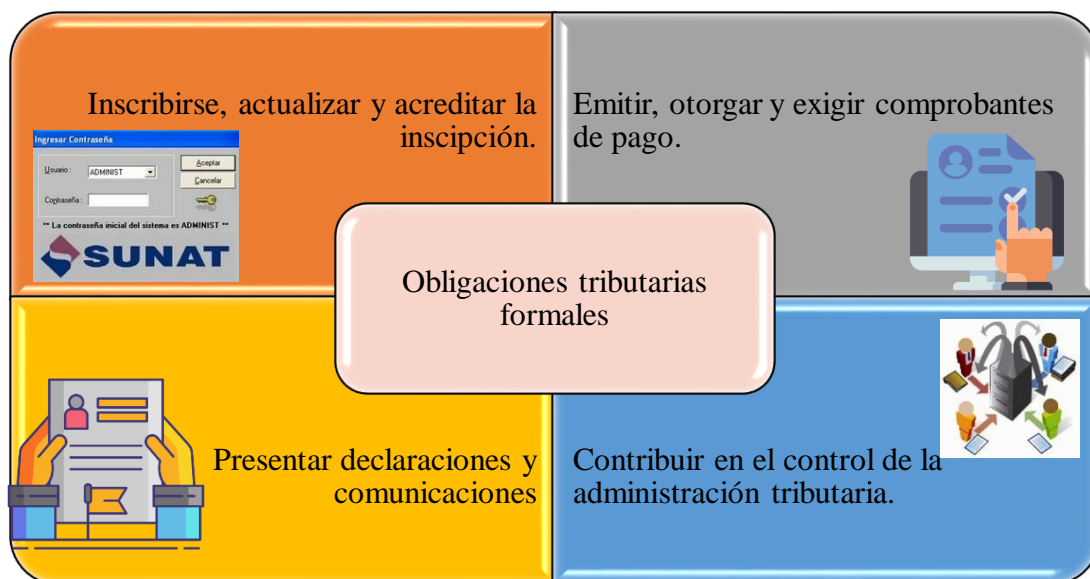 Inscribirse, actualizar y acreditar la
inscipción.
Ingresar Contraseña
Usuario :
ADMINIST
Aceptar
Cancelar
Contraseña :
** La contraseña inicial del sistema es ADMINIST **
SUNAT
Emitir, otorgar y exigir comprobantes
de pago.
Obligaciones tributarias
formales
Presentar declaraciones y
comunicaciones
Contribuir en el control de la
administración tributaria.